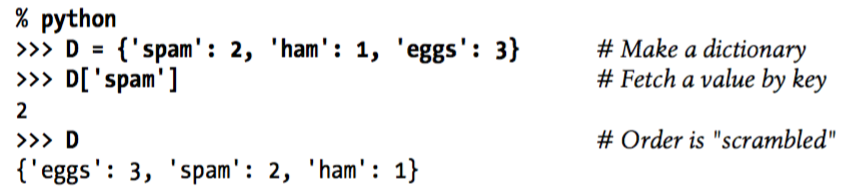 % python
>>> D = {'spam': 2, 'ham': 1, 'eggs': 3} # Make a dictionary
>>> D['spam'] # Fetch a value by key
2
>>> D # Order is "scrambled"
{'eggs': 3, 'spam': 2, 'ham': 1}